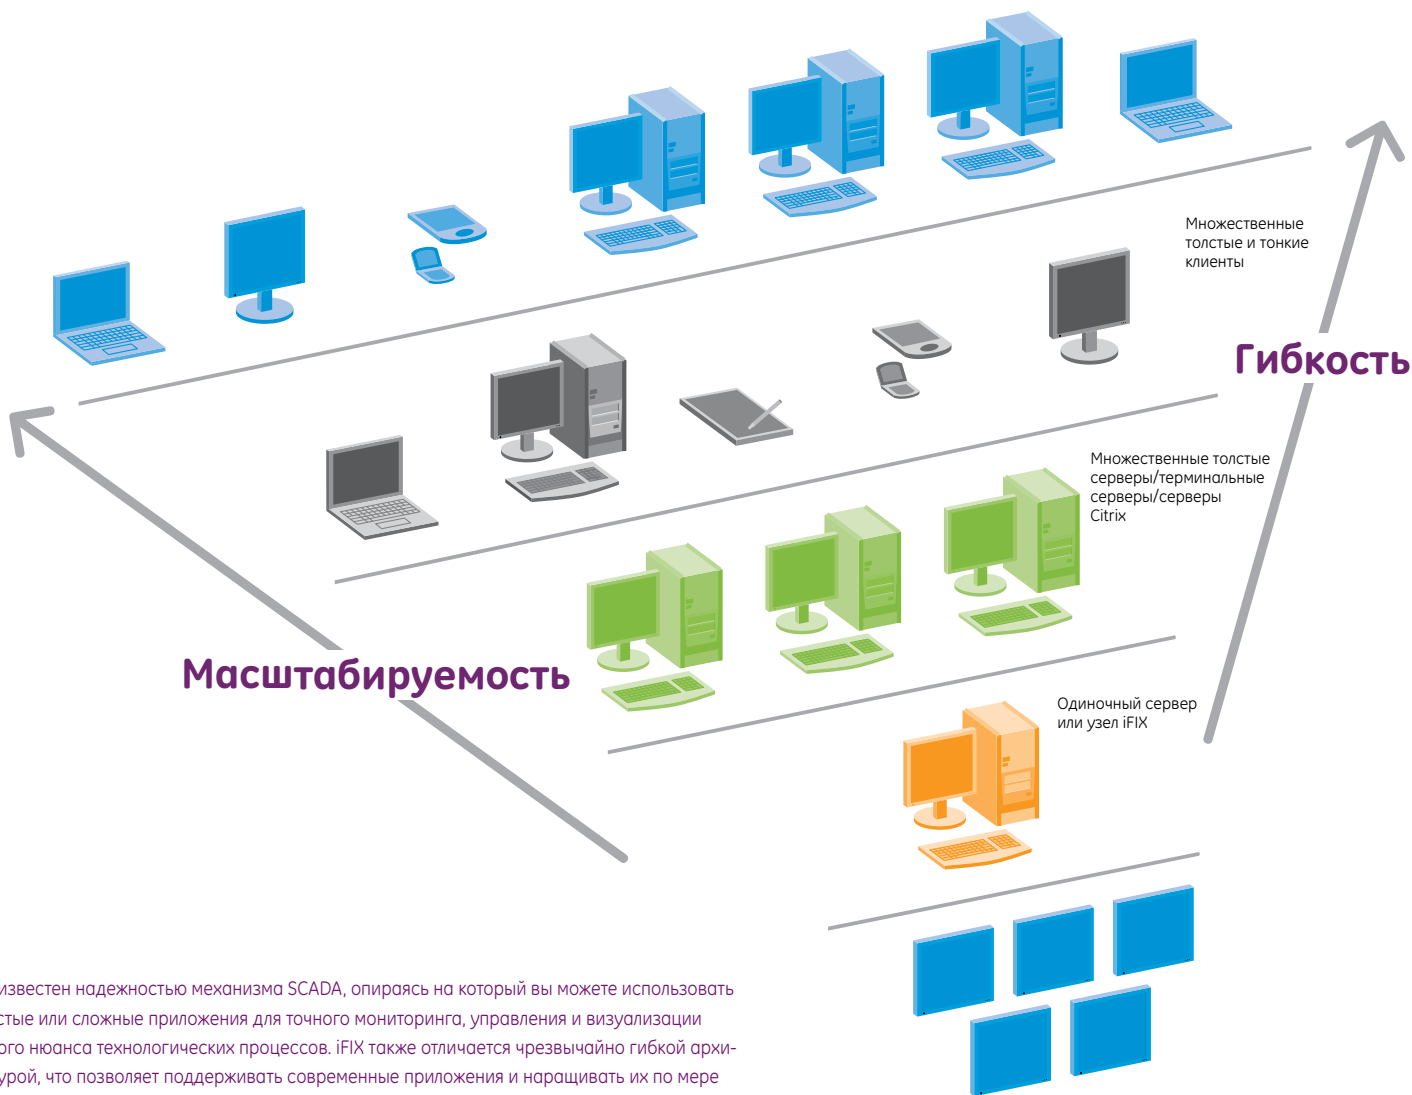 Множественные
толстые и тонкие
клиенты
Гибкость
Множественные толстые
серверы/терминальные
серверы/серверы
Citrix
Масштабируемость
Одиночный сервер
или узел iFIX
известен надежностью механизма SCADA, опираясь на который вы можете использовать
стые или сложные приложения для точного мониторинга, управления и визуализации
ого нюанса технологических процессов. iFIX также отличается чрезвычайно гибкой архи-
урой, что позволяет поддерживать современные приложения и наращивать их по мере